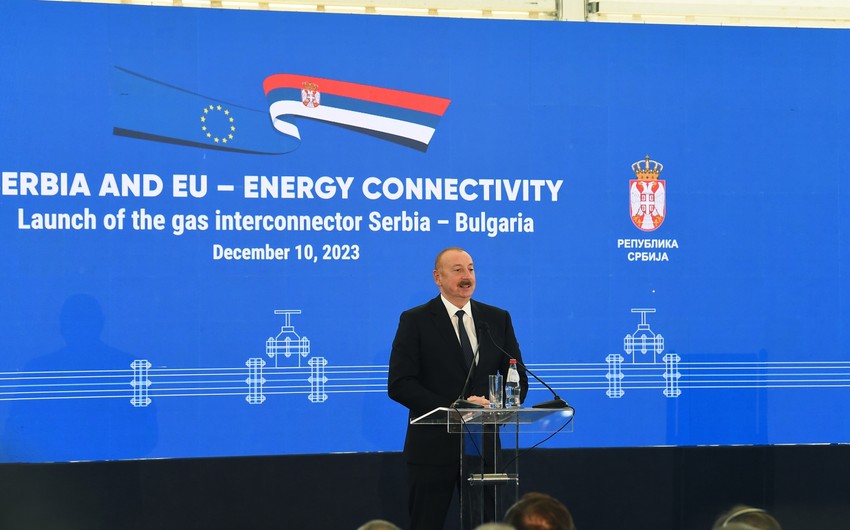 ERBIA AND EU – ENERGY CONNECTIVITY
Launch of the gas interconnector Serbia – Bulgaria
December 10, 2023
РЕПУБЛИКА
СРБИЈА